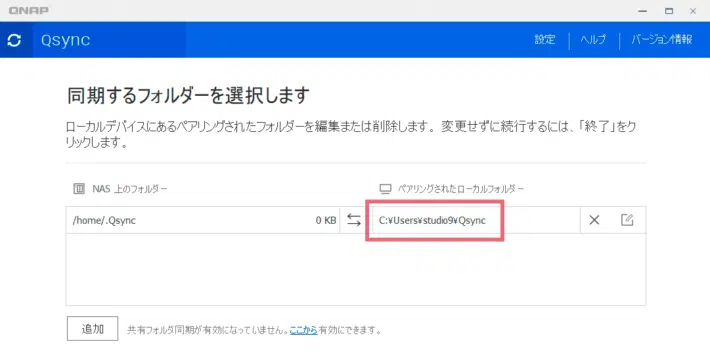 QNAP
Qsync 設定 ヘルプ バージョン情報
同期するフォルダーを選択します
ローカルデバイスにあるペアリングされたフォルダーを編集または削除します。変更せずに続行するには、「終了」をク
リックします。
NAS 上のフォルダー ペアリングされたローカルフォルダー
/home/.Qsync 0 KB C:¥Users¥studio9¥Qsync
追加 共有フォルダ同期が有効になっていません。ここから有効にできます。